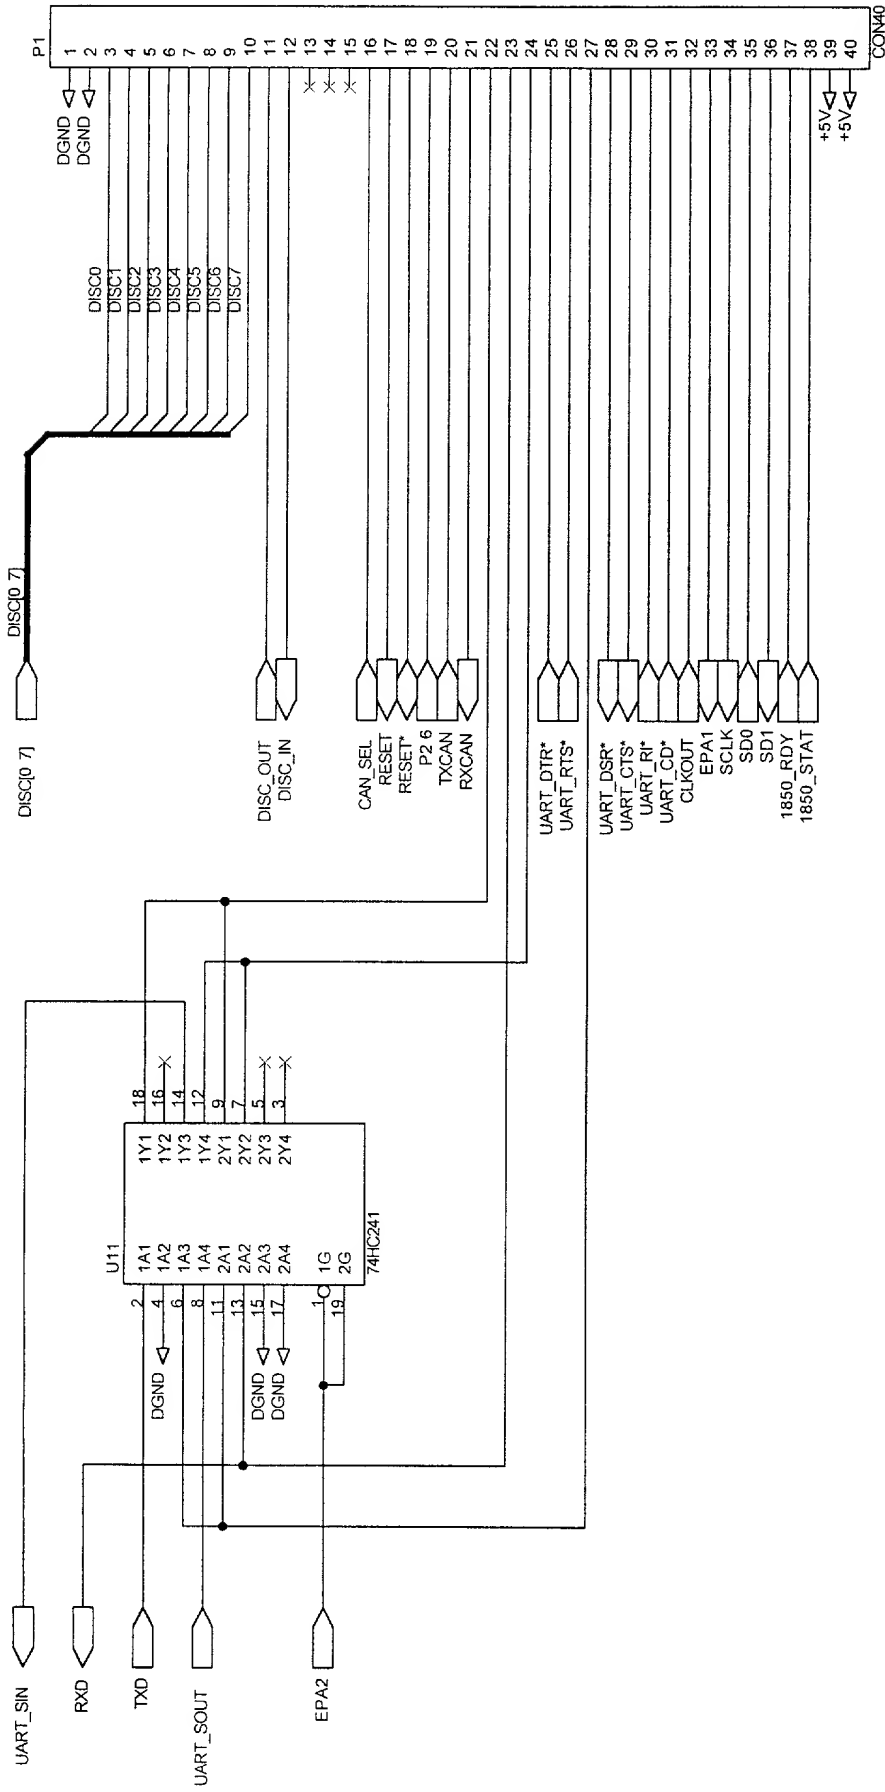 P1
1
2
3
4
5
6
7
8
9
10
11
12
13
14
15
16
17
18
19
20
21
22
23
24
25
26
27
28
29
30
31
32
33
34
35
36
37
38
39
40
CON40
DGND
DGND
+5V
+5V
DISC0
DISC1
DISC2
DISC3
DISC4
DISC5
DISC6
DISC7
DISC[0 7]
DISC[0 7]
DISC_OUT
DISC_IN
CAN_SEL
RESET
RESET*
P2 6
TXCAN
RXCAN
UART_DTR*
UART_RTS*
UART_DSR*
UART_CTS*
UART_RI*
UART_CD*
CLKOUT
EPA1
SCLK
SD0
SD1
1850_RDY
1850_STAT
18
16
14
12
9
7
5
3
1Y1
1Y2
1Y3
1Y4
2Y1
2Y2
2Y3
2Y4
U11
1A1
1A2
1A3
1A4
2A1
2A2
2A3
2A4
1G
2G
74HC241
2
4
6
8
11
13
15
17
1
19
DGND
DGND
DGND
UART_SIN
RXD
TXD
UART_SOUT
EPA2